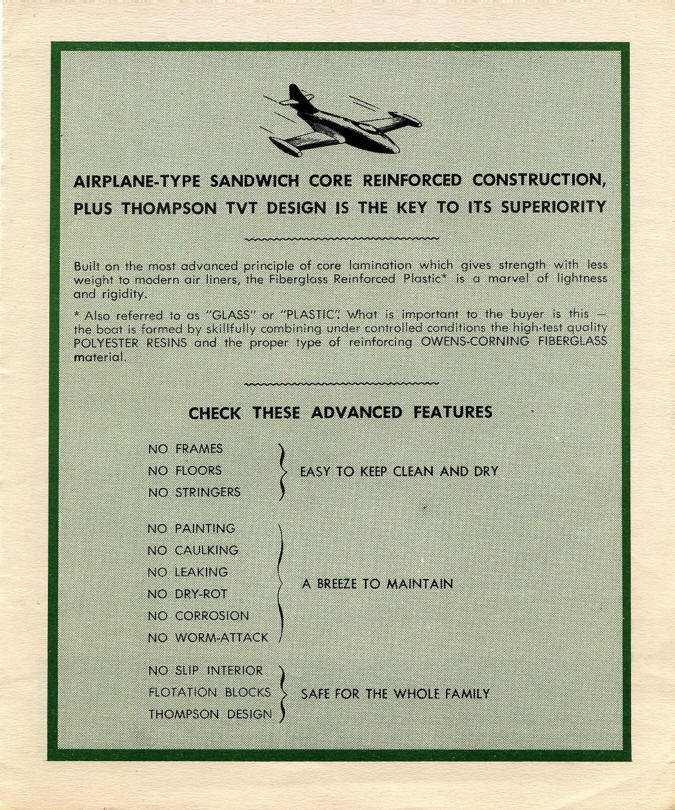 AIRPLANE-TYPE SANDWICH CORE REINFORCED CONSTRUCTION,
PLUS THOMPSON TVT DESIGN IS THE KEY TO ITS SUPERIORITY
Built on the most advanced principle of core lamination which gives strength with less
weight to modern air liners, the Fiberglass Reinforced Plastic* is a marvel of lightness
and rigidity.
* Also referred to as "GLASS" or "PLASTIC". What is important to the buyer is this —
the boat is formed by skillfully combining under controlled conditions the high-test quality
POLYESTER RESINS and the proper type of reinforcing OWENS-CORNING FIBERGLASS
material.
CHECK THESE ADVANCED FEATURES
NO FRAMES
NO FLOORS
NO STRINGERS
EASY TO KEEP CLEAN AND DRY
NO PAINTING
NO CAULKING
NO LEAKING
NO DRY-ROT
NO CORROSION
NO WORM-ATTACK
A BREEZE TO MAINTAIN
NO SLIP INTERIOR
FLOTATION BLOCKS
THOMPSON DESIGN
SAFE FOR THE WHOLE FAMILY